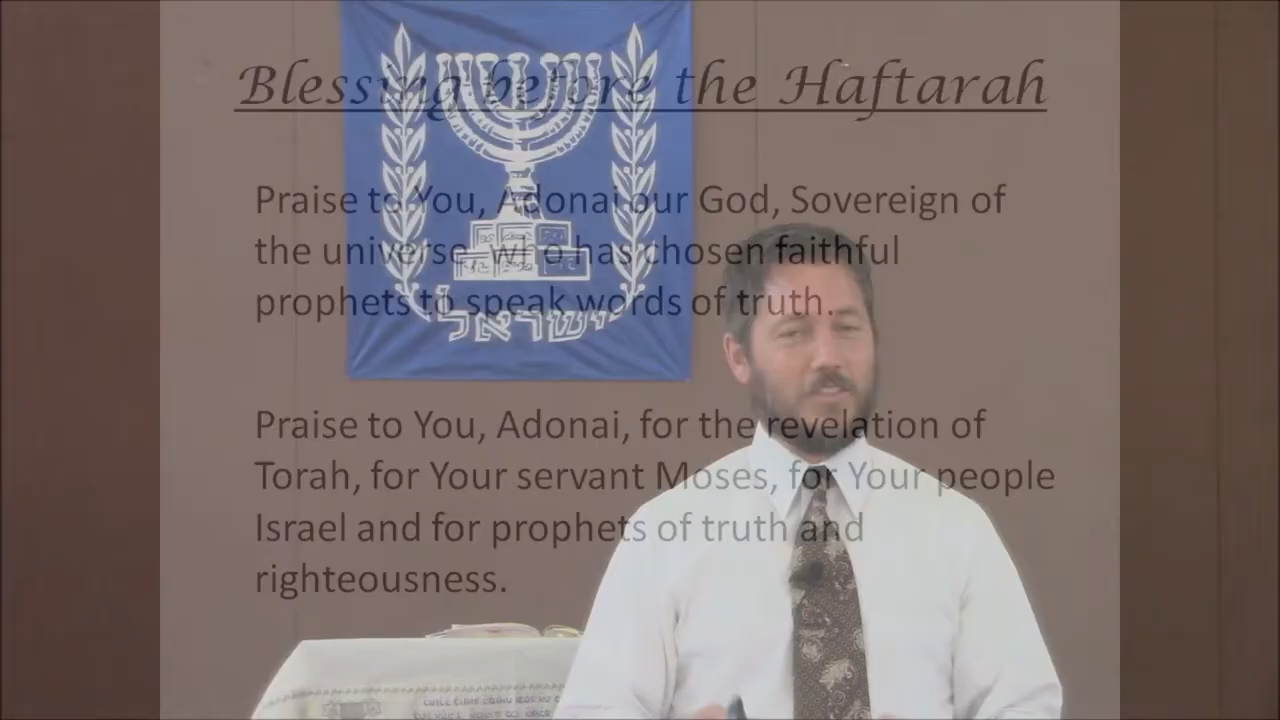 Blessing before the Haftarah
Praise to You, Adonai our God, Sovereign of
the universe, who has chosen faithful
prophets to speak words of truth.
ישראל
Praise to You, Adonai, for the revelation of
Torah, for Your servant Moses, for Your people
Israel and for prophets of truth and
righteousness.